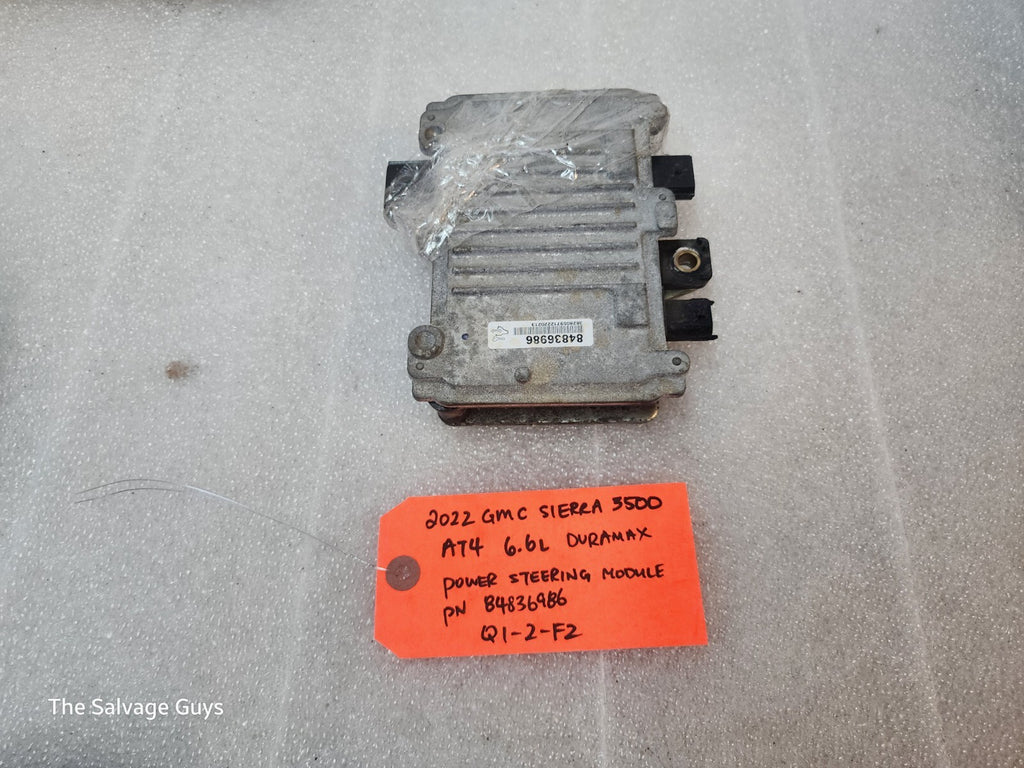 84836986
2022 GMC SIERRA 3500
AT4 6.6L DURAMAX
POWER STEERING MODULE
PN 84836986
Q1-2-F2
The Salvage Guys